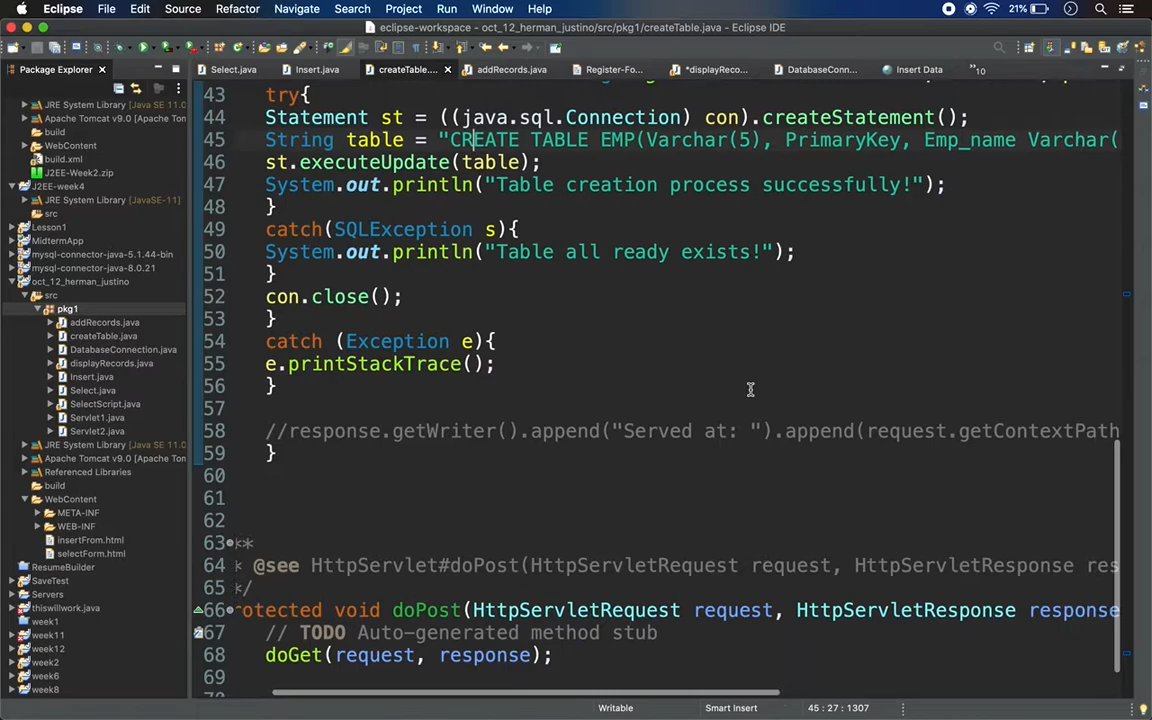 Eclipse File Edit Source Refactor Navigate Search Project Run Window Help 21%
eclipse-workspace - oct_12_herman_justino/src/pkg1/createTable.java - Eclipse IDE
Package Explorer
Select.java Insert.java createTable.... addRecords.java Register-Fo... *displayReco... DatabaseConn... Insert Data »10
JRE System Library [Java SE 11.0
Apache Tomcat v9.0 [Apache Tom
build
WebContent
build.xml
J2EE-Week2.zip
J2EE-week4
JRE System Library [JavaSE-11]
src
Lesson1
MidtermApp
mysql-connector-java-5.1.44-bin
mysql-connector-java-8.0.21
oct_12_herman_justino
src
pkg1
addRecords.java
createTable.java
DatabaseConnection.java
displayRecords.java
Insert.java
Select.java
SelectScript.java
Servlet1.java
Servlet2.java
JRE System Library [Java SE 11.0
Apache Tomcat v9.0 [Apache Tom
Referenced Libraries
build
WebContent
META-INF
WEB-INF
insertFrom.html
selectForm.html
ResumeBuilder
SaveTest
Servers
thiswillwork.java
week1
week11
week12
week2
week6
week8
43 try{
44 Statement st = ((java.sql.Connection) con).createStatement();
45 String table = "CREATE TABLE EMP(Varchar(5), PrimaryKey, Emp_name Varchar(
46 st.executeUpdate(table);
47 System.out.println("Table creation process successfully!");
48 }
49 catch(SQLException s){
50 System.out.println("Table all ready exists!");
51 }
52 con.close();
53 }
54 catch (Exception e){
55 e.printStackTrace();
56 }
57
58 //response.getWriter().append("Served at: ").append(request.getContextPath
59 }
60
61
62
63 **
64 * @see HttpServlet#doPost(HttpServletRequest request, HttpServletResponse res
65 */
66 rotected void doPost(HttpServletRequest request, HttpServletResponse response
67 // TODO Auto-generated method stub
68 doGet(request, response);
69
Writable Smart Insert 45 : 27 : 1307